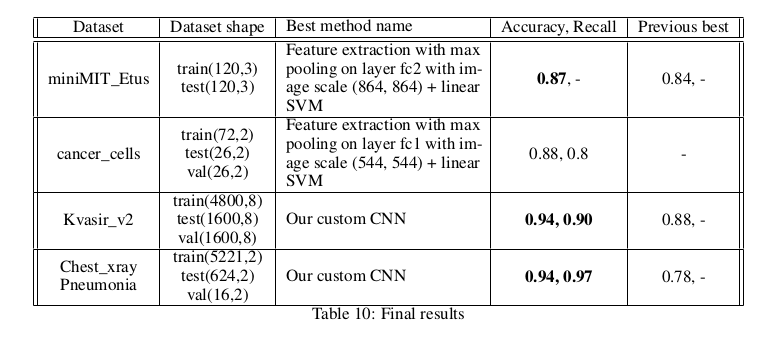 Dataset Dataset shape Best method name Accuracy, Recall Previous best
miniMIT_Etus train(120,3) test(120,3) Feature extraction with max pooling on layer fc2 with im-
age scale (864, 864) + linear SVM 0.87, - 0.84, -
cancer_cells train(72,2) test(26,2) val(26,2) Feature extraction with max pooling on layer fc1 with im-
age scale (544, 544) + linear SVM 0.88, 0.8 -
Kvasir_v2 train(4800,8) test(1600,8) val(1600,8) Our custom CNN 0.94, 0.90 0.88, -
Chest_xray Pneumonia train(5221,2) test(624,2) val(16,2) Our custom CNN 0.94, 0.97 0.78, -
Table 10: Final results